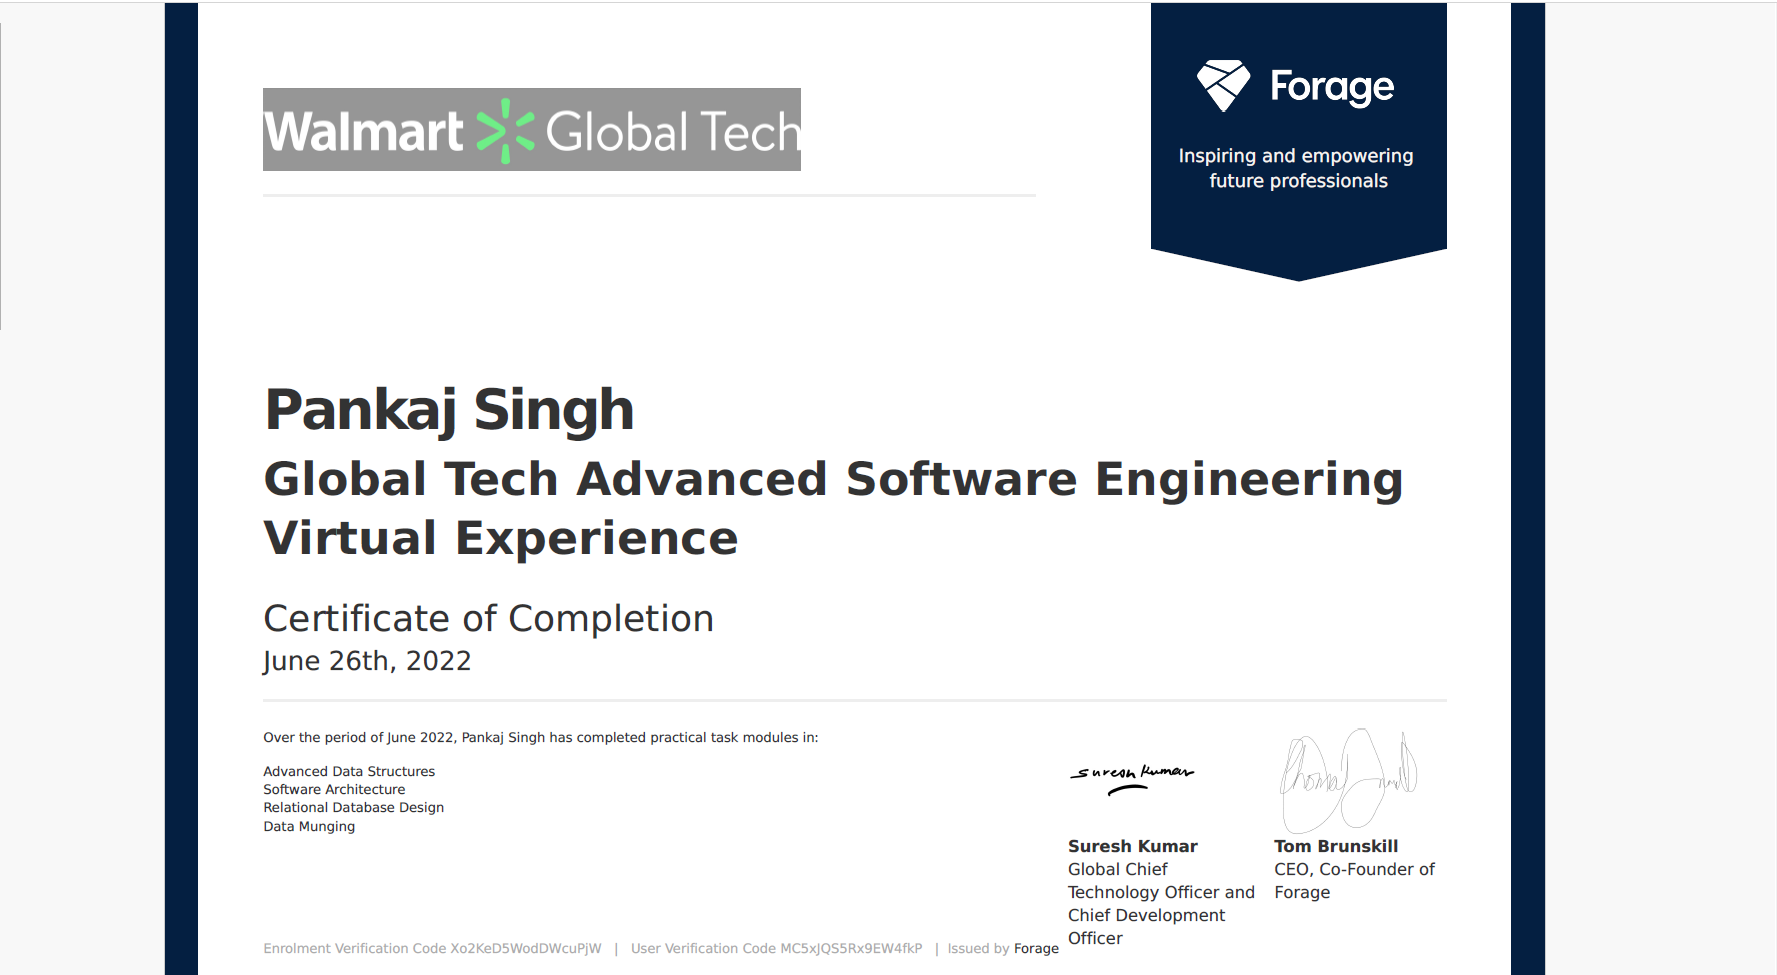 Walmart Global Tech
Forage
Inspiring and empowering
future professionals
Pankaj Singh
Global Tech Advanced Software Engineering
Virtual Experience
Certificate of Completion
June 26th, 2022
Over the period of June 2022, Pankaj Singh has completed practical task modules in:
Advanced Data Structures
Software Architecture
Relational Database Design
Data Munging
Suresh Kumar
Suresh Kumar
Global Chief
Technology Officer and
Chief Development
Officer
Tom Brunskill
CEO, Co-Founder of
Forage
Enrolment Verification Code Xo2KeD5WodDWcuPjW | User Verification Code MC5xJQS5Rx9EW4fkP | Issued by Forage